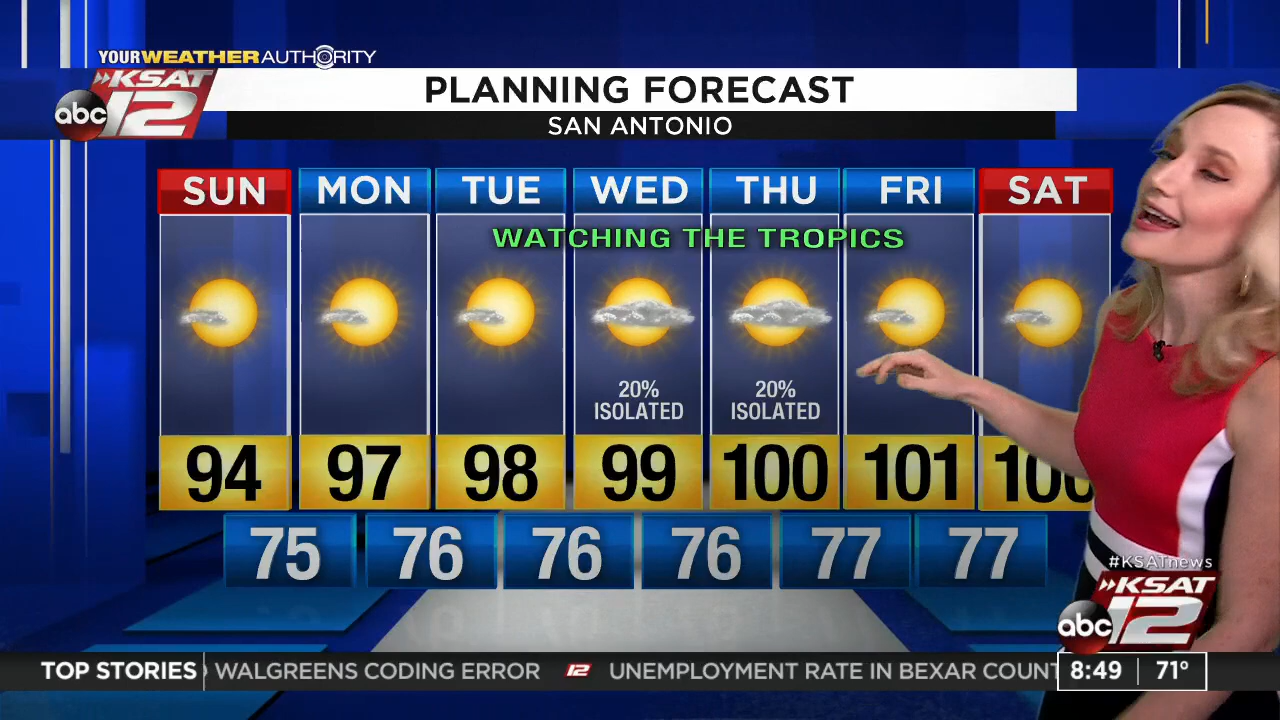 YOURWEATHERAUTHORITY
KSAT
abc 12
PLANNING FORECAST
SAN ANTONIO
SUN MON TUE WED THU FRI SAT
WATCHING THE TROPICS
20% 20%
ISOLATED ISOLATED
94 97 98 99 100 101
75 76 76 76 77 77
#KSATnews
KSAT
abc 12
TOP STORIES WALGREENS CODING ERROR 12 UNEMPLOYMENT RATE IN BEXAR 8:49 71°